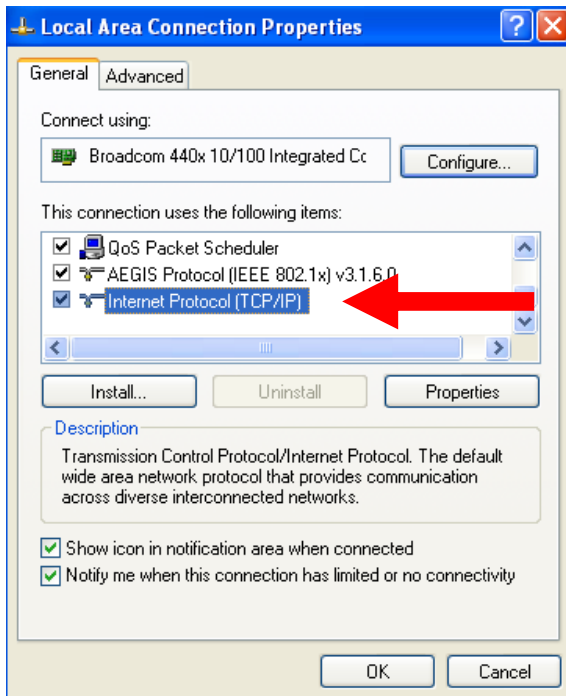 Local Area Connection Properties
General
Advanced
Connect using:
Broadcom 440x 10/100 Integrated Cc
Configure...
This connection uses the following items:
QoS Packet Scheduler
AEGIS Protocol (IEEE 802.1x) v3.1.6.0
Internet Protocol (TCP/IP)
Install...
Uninstall
Properties
Description
Transmission Control Protocol/Internet Protocol. The default
wide area network protocol that provides communication
across diverse interconnected networks.
Show icon in notification area when connected
Notify me when this connection has limited or no connectivity
OK
Cancel